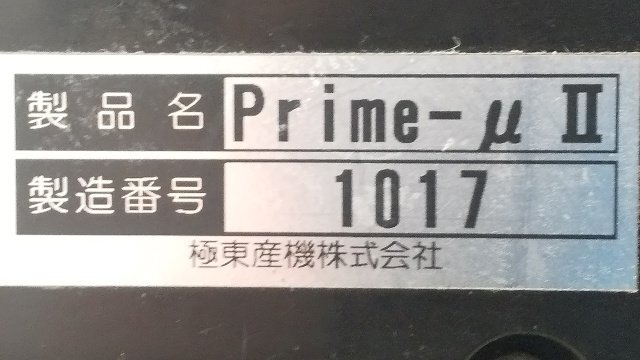 製品名 Prime-μ Ⅱ
製造番号 1017
極東産機株式会社